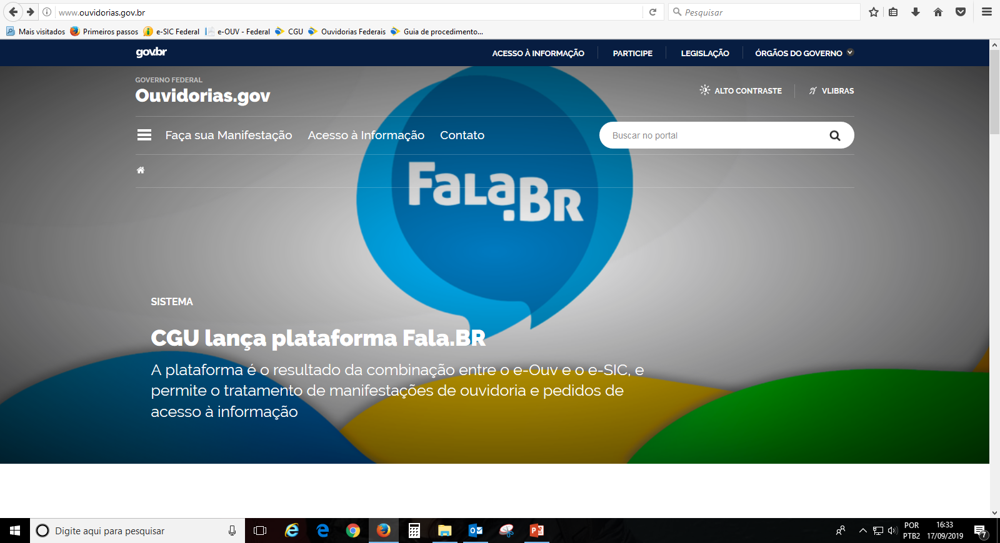 www.ouvidorias.gov.br
Pesquisar
Mais visitados Primeiros passos e-SIC Federal e-OUV - Federal CGU Ouvidorias Federais Guia de procedimento...
gov.br ACESSO À INFORMAÇÃO PARTICIPE LEGISLAÇÃO ÓRGÃOS DO GOVERNO
GOVERNO FEDERAL
Ouvidorias.gov
ALTO CONTRASTE VLIBRAS
Faça sua Manifestação Acesso à Informação Contato Buscar no portal
FaLa.BR
SISTEMA
CGU lança plataforma Fala.BR
A plataforma é o resultado da combinação entre o e-Ouv e o e-SIC, e
permite o tratamento de manifestações de ouvidoria e pedidos de
acesso à informação
Digite aqui para pesquisar
POR
PTB2
16:33
17/09/2019
7